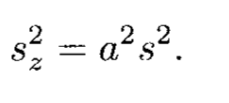 s_z^2 = a^2 s^2.